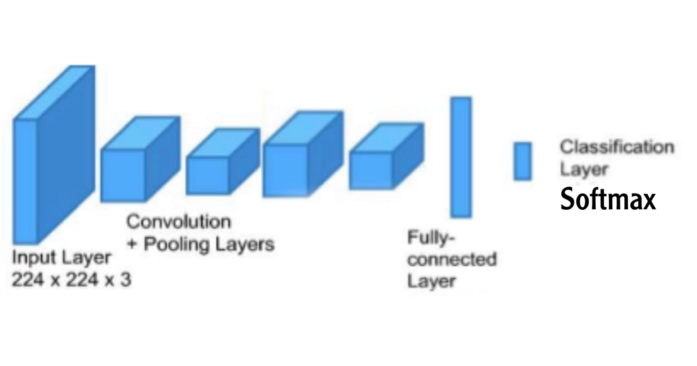 Input Layer
224 x 224 x 3
Convolution
+ Pooling Layers
Fully-
connected
Layer
Classification
Layer
Softmax